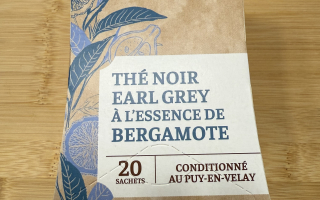 THÉ NOIR
EARL GREY
À L'ESSENCE DE
BERGAMOTE
20
SACHETS
CONDITIONNÉ
AU PUY-EN-VELAY